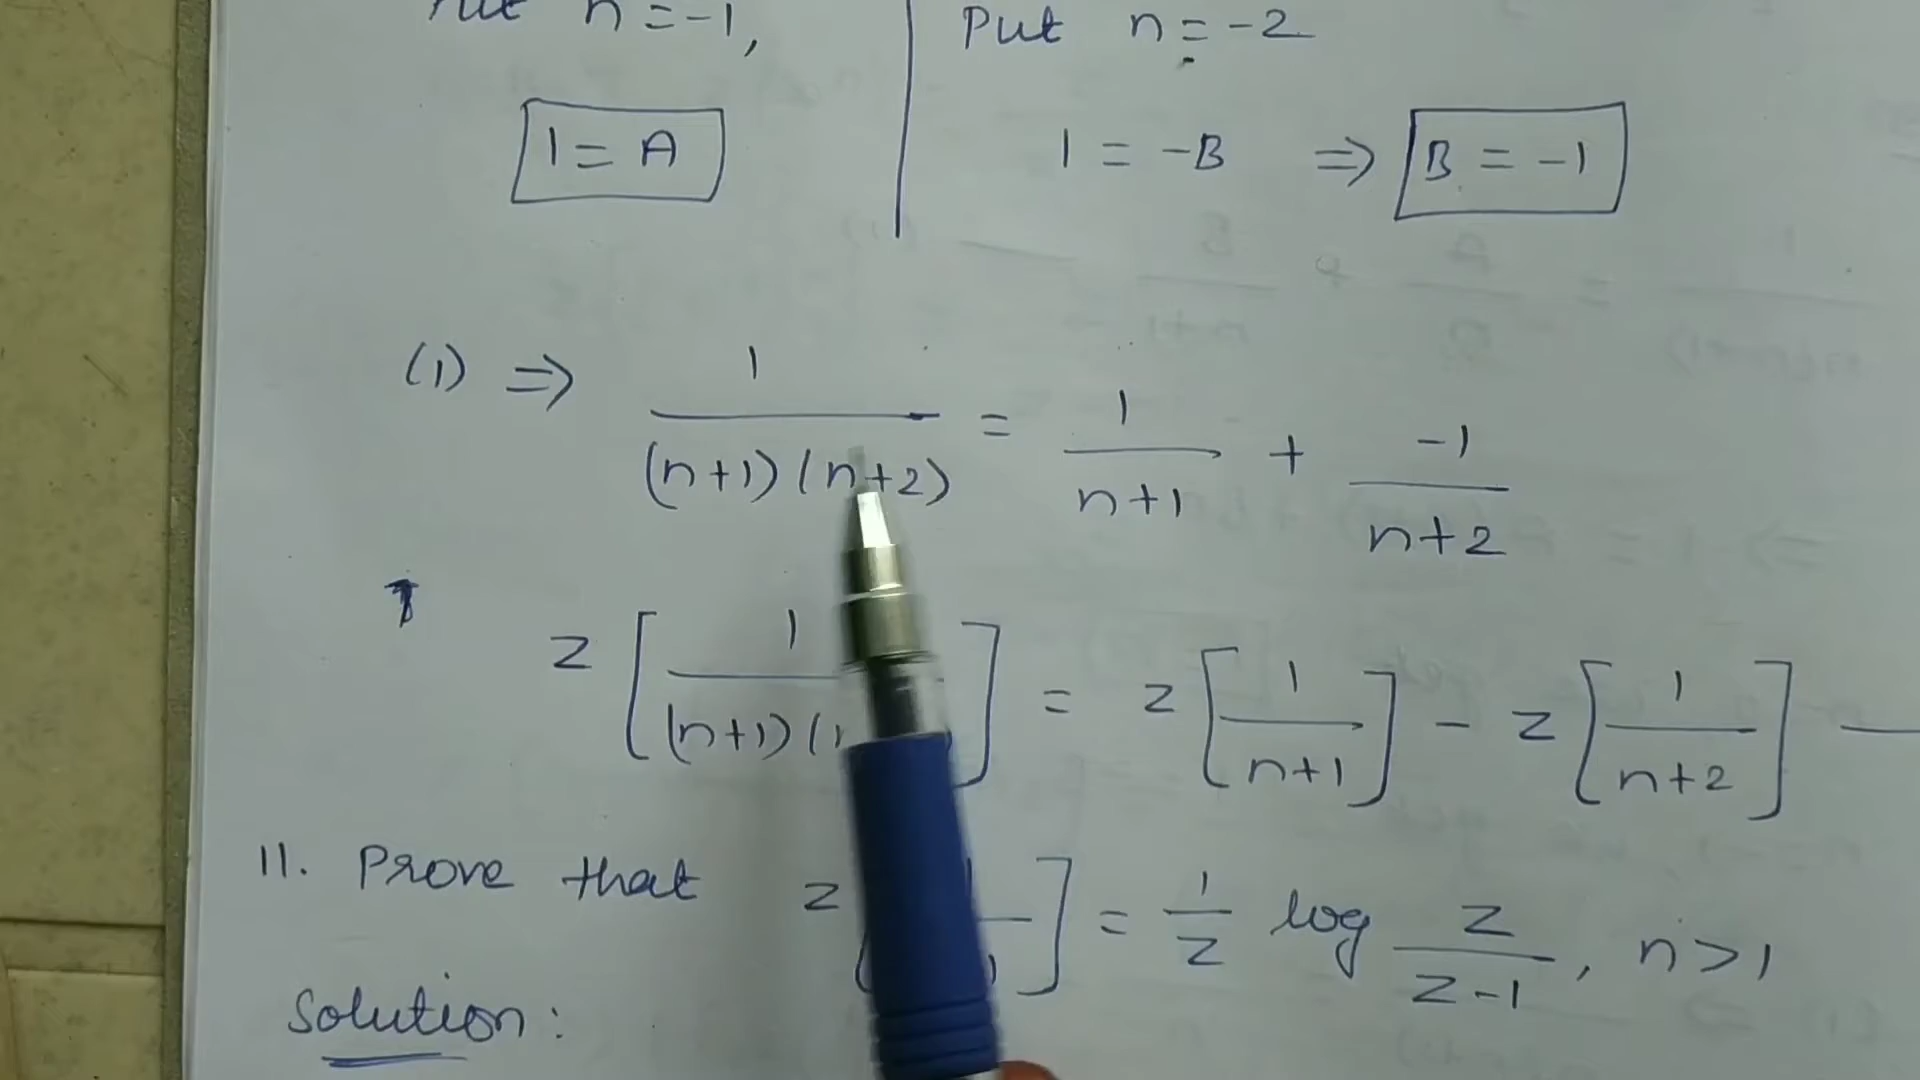 n = -1, | Put n = -2
1 = A | 1 = -B ⇒ B = -1
(1) ⇒ 1/((n+1)(n+2)) = 1/(n+1) + -1/(n+2)
z[1/((n+1)( )] = z[1/(n+1)] - z[1/(n+2)] —
11. Prove that z[ ] = 1/z log z/(z-1), n>1
Solution: